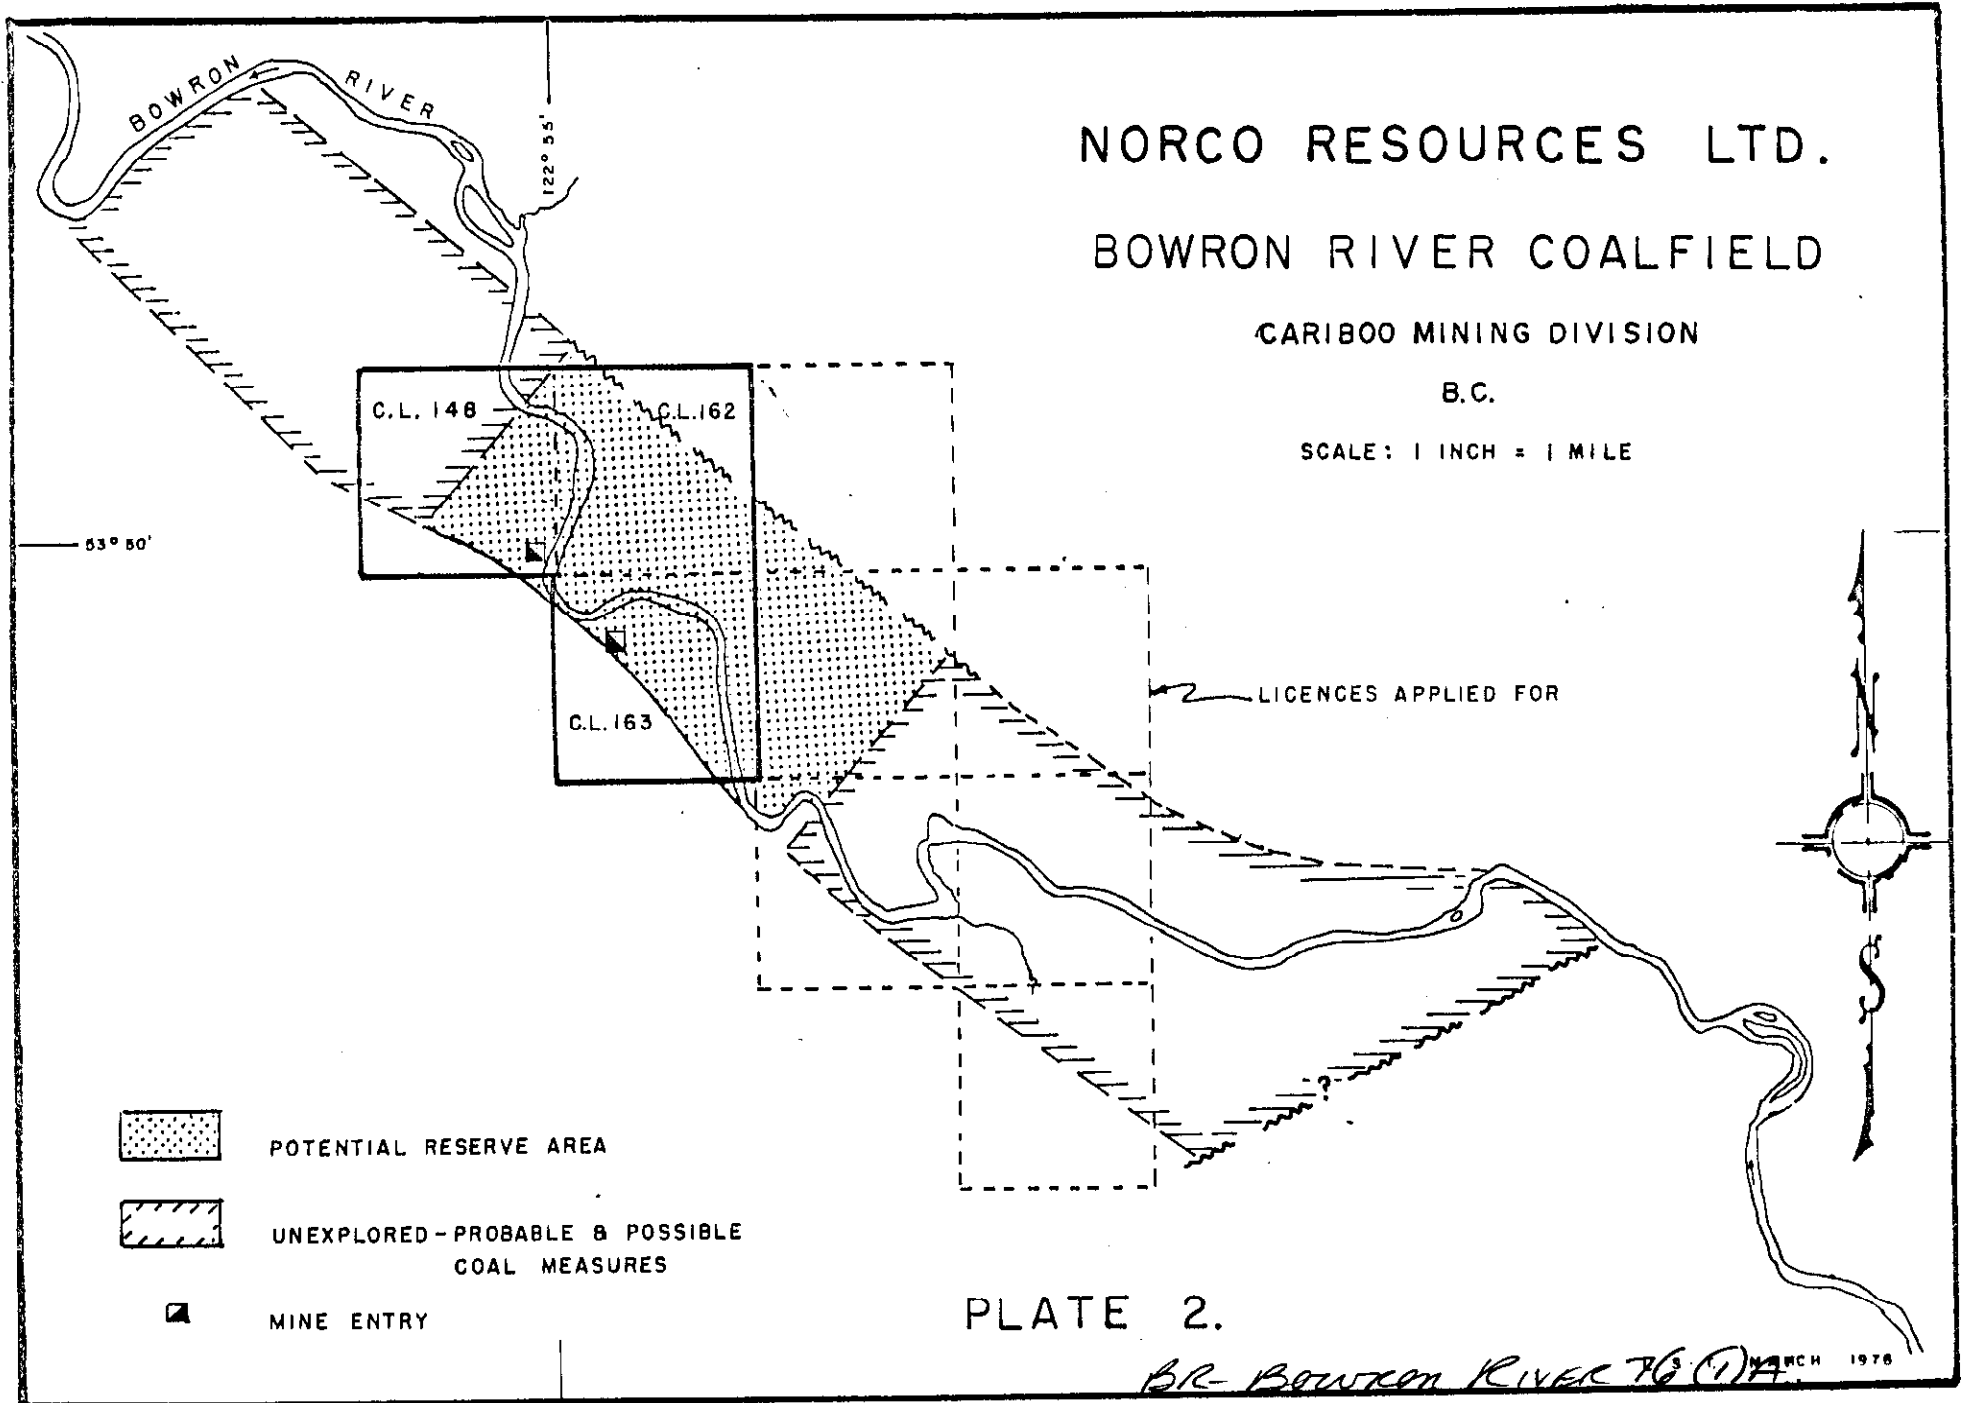 BOWRON RIVER
122° 55'
NORCO RESOURCES LTD.
BOWRON RIVER COALFIELD
CARIBOO MINING DIVISION
B.C.
SCALE: 1 INCH = 1 MILE
C.L. 148
C.L.162
53° 50'
N
LICENCES APPLIED FOR
C.L.163
S
?
POTENTIAL RESERVE AREA
UNEXPLORED-PROBABLE & POSSIBLE
COAL MEASURES
MINE ENTRY
PLATE 2.
MARCH 1976
BR- BOWRON RIVER 76 (1)A.